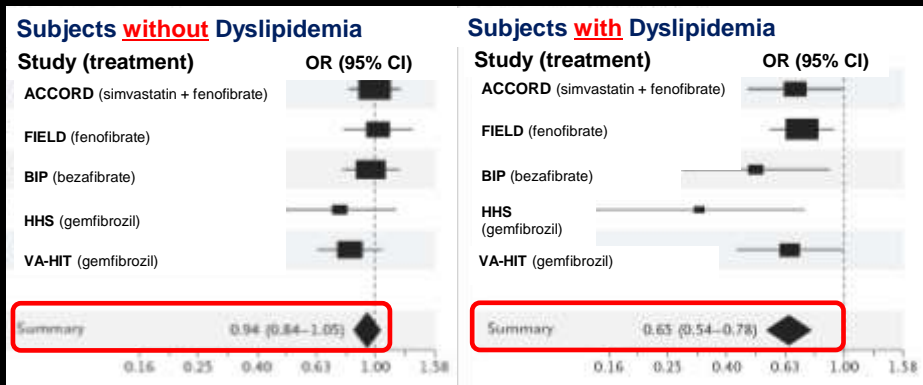 Subjects without Dyslipidemia
Study (treatment) OR (95% CI)
ACCORD (simvastatin + fenofibrate)
FIELD (fenofibrate)
BIP (bezafibrate)
HHS (gemfibrozil)
VA-HIT (gemfibrozil)
Summary 0.94 (0.84–1.05)
0.16 0.25 0.40 0.63 1.00 1.58
Subjects with Dyslipidemia
Study (treatment) OR (95% CI)
ACCORD (simvastatin + fenofibrate)
FIELD (fenofibrate)
BIP (bezafibrate)
HHS
(gemfibrozil)
VA-HIT (gemfibrozil)
Summary 0.65 (0.54–0.78)
0.16 0.25 0.40 0.63 1.00 1.58